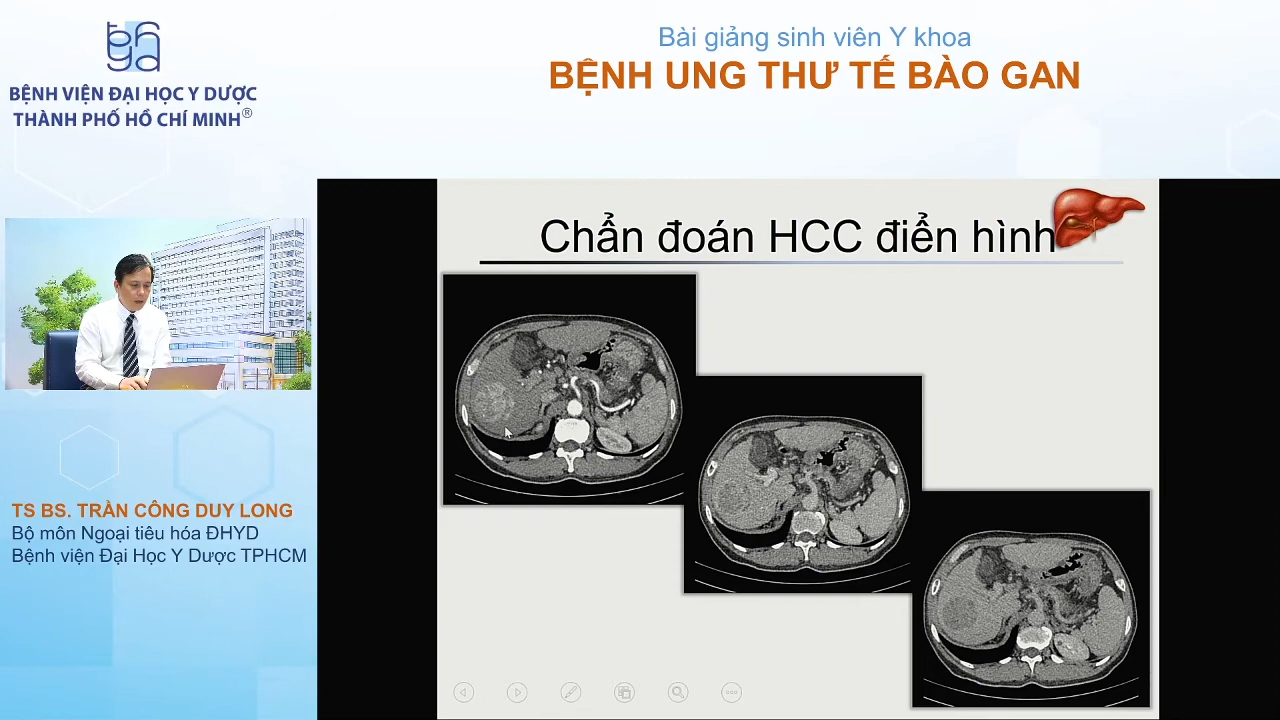 BỆNH VIỆN ĐẠI HỌC Y DƯỢC
THÀNH PHỐ HỒ CHÍ MINH®
Bài giảng sinh viên Y khoa
BỆNH UNG THƯ TẾ BÀO GAN
Chẩn đoán HCC điển hình
TS BS. TRẦN CÔNG DUY LONG
Bộ môn Ngoại tiêu hóa ĐHYD
Bệnh viện Đại Học Y Dược TPHCM